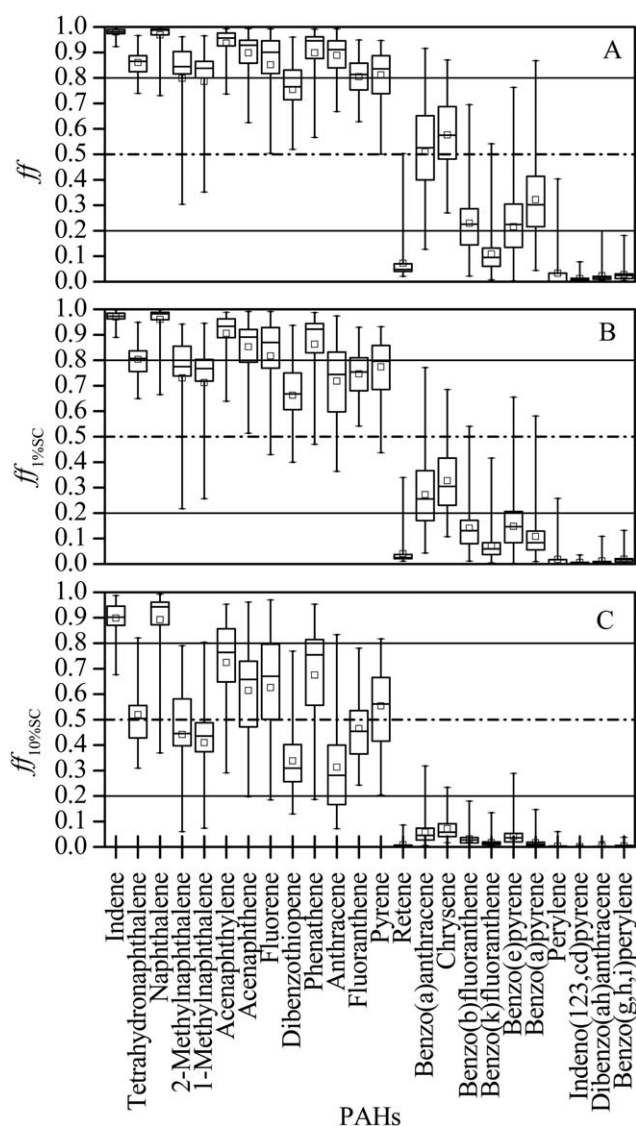 A
ff
1.0
0.9
0.8
0.7
0.6
0.5
0.4
0.3
0.2
0.1
0.0
B
ff1%SC
1.0
0.9
0.8
0.7
0.6
0.5
0.4
0.3
0.2
0.1
0.0
C
ff10%SC
1.0
0.9
0.8
0.7
0.6
0.5
0.4
0.3
0.2
0.1
0.0
Indene
Tetrahydronaphthalene
Naphthalene
2-Methylnaphthalene
1-Methylnaphthalene
Acenaphthylene
Acenaphthene
Fluorene
Dibenzothiopene
Phenathene
Anthracene
Fluoranthene
Pyrene
Retene
Benzo(a)anthracene
Chrysene
Benzo(b)fluoranthene
Benzo(k)fluoranthene
Benzo(e)pyrene
Benzo(a)pyrene
Perylene
Indeno(123,cd)pyrene
Dibenzo(ah)anthracene
Benzo(g,h,i)perylene
PAHs